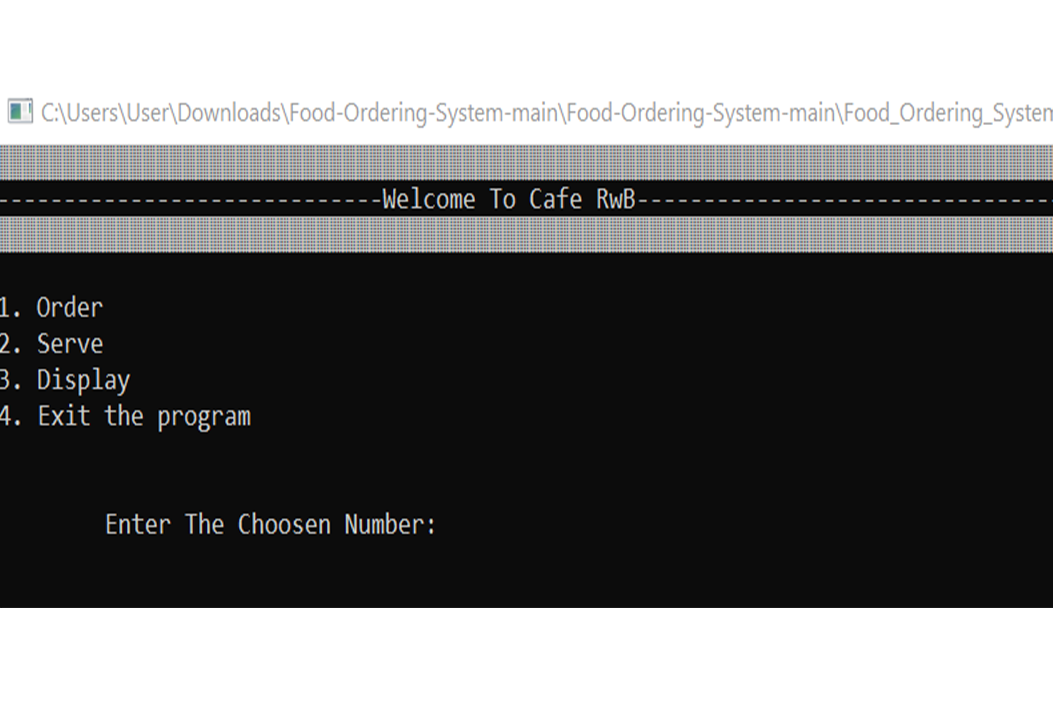 C:\Users\User\Downloads\Food-Ordering-System-main\Food-Ordering-System-main\Food_Ordering_System
-----------------------------Welcome To Cafe RwB-------------------------------
1. Order
2. Serve
3. Display
4. Exit the program
Enter The Choosen Number: